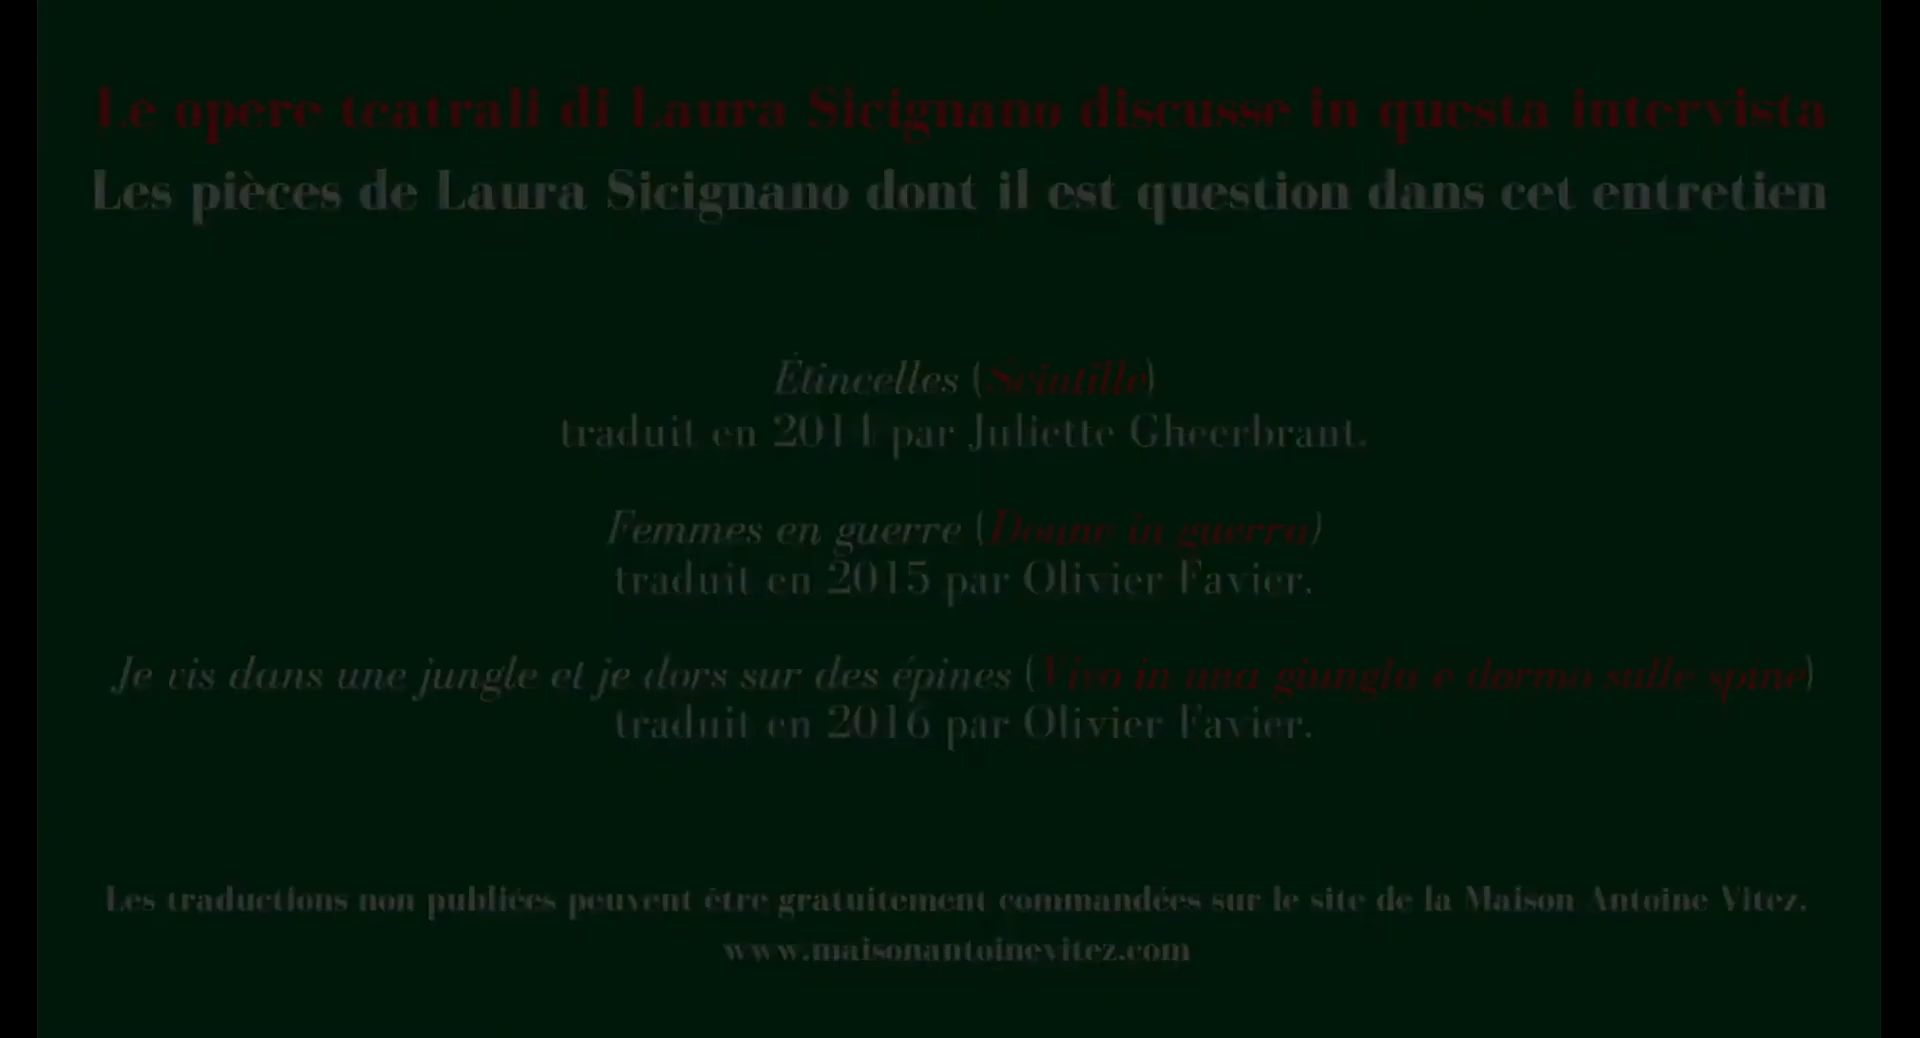 Le opere teatrali di Laura Sicignano discusse in questa intervista
Les pièces de Laura Sicignano dont il est question dans cet entretien
Étincelles (Scintille)
traduit en 2014 par Juliette Gheerbrant.
Femmes en guerre (Donne in guerra)
traduit en 2015 par Olivier Favier.
Je vis dans une jungle et je dors sur des épines (Vivo in una giungla e dormo sulle spine)
traduit en 2016 par Olivier Favier.
Les traductions non publiées peuvent être gratuitement commandées sur le site de la Maison Antoine Vitez.
www.maisonantoinevitez.com